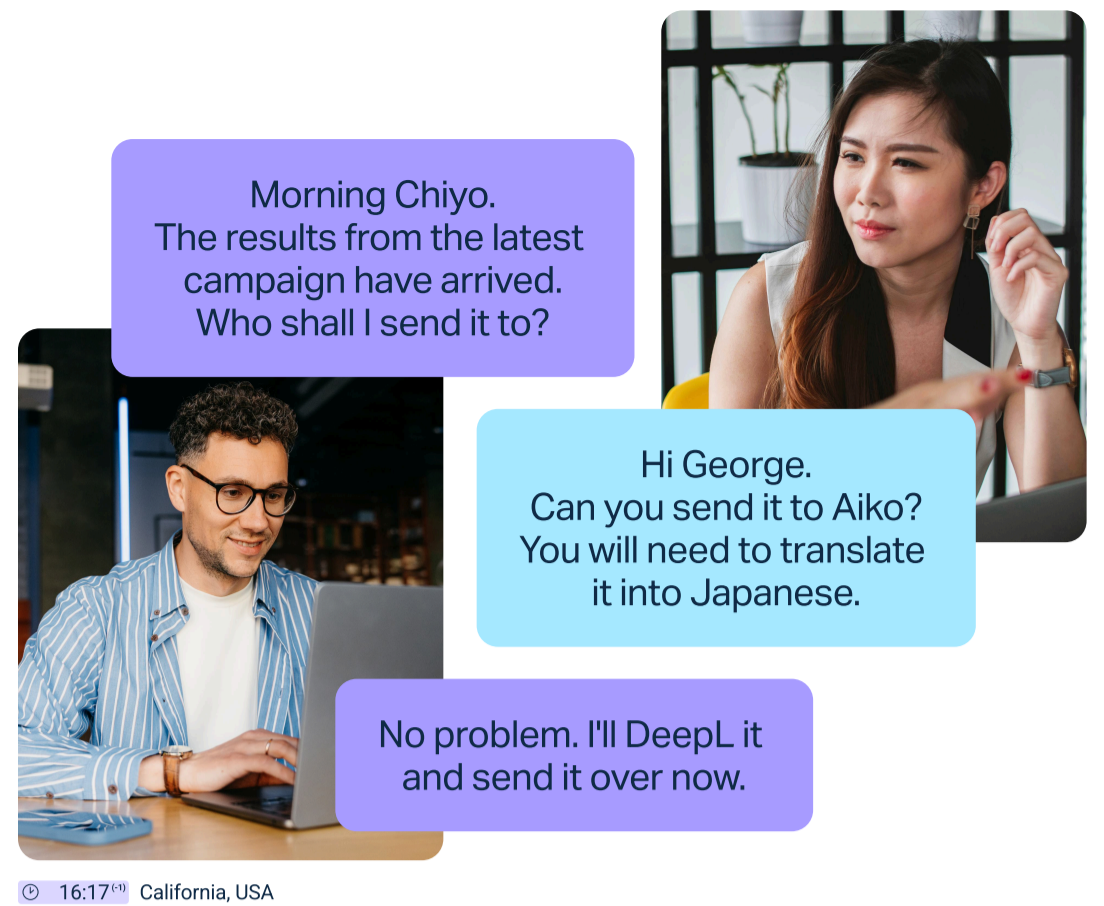 Morning Chiyo.
The results from the latest
campaign have arrived.
Who shall I send it to?
Hi George.
Can you send it to Aiko?
You will need to translate
it into Japanese.
No problem. I'll DeepL it
and send it over now.
16:17(-1) California, USA